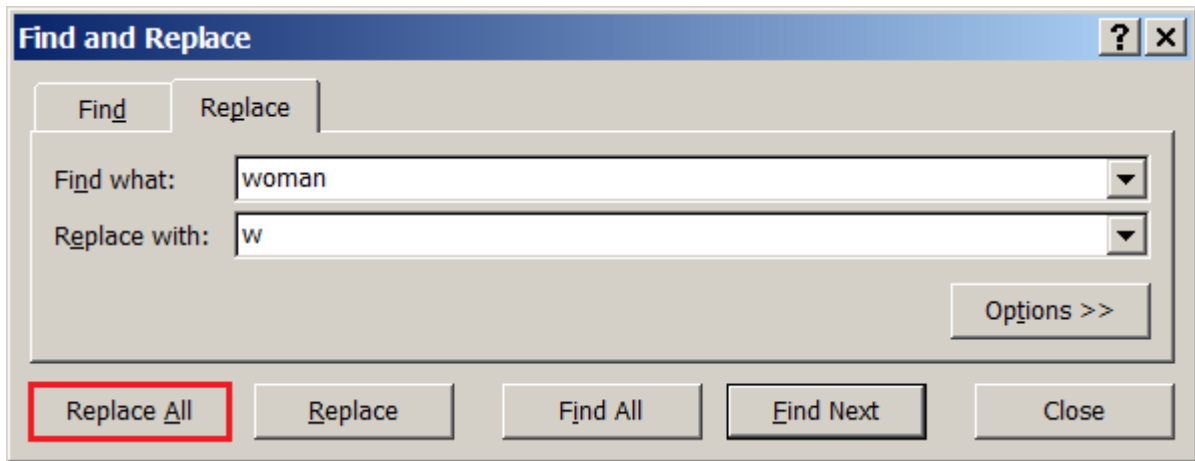 Find and Replace ?
Find Replace
Find what: woman
Replace with: w
Options >>
Replace All Replace Find All Find Next Close